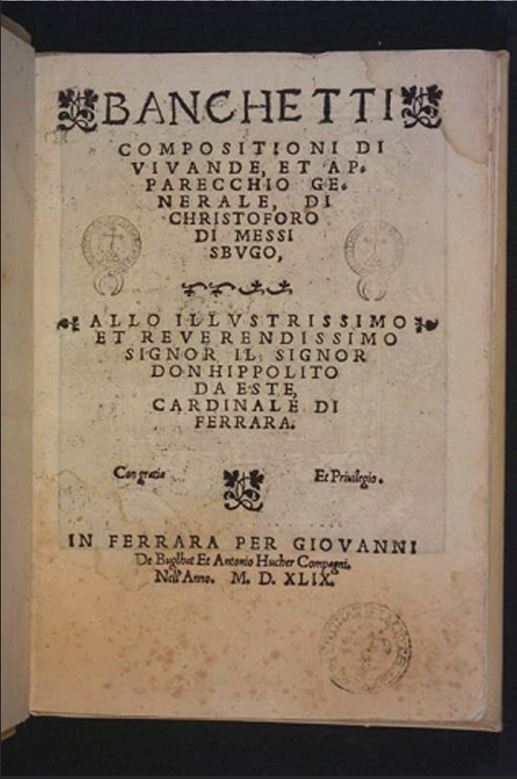 BANCHETTI
COMPOSITIONI DI
VIVANDE, ET AP-
PARECCHIO GE-
NERALE, DI
CHRISTOFORO
DI MESSI
SBVGO,
ALLO ILLVSTRISSIMO
ET REVERENDISSIMO
SIGNOR IL SIGNOR
DON HIPPOLITO
DA ESTE,
CARDINALE DI
FERRARA.
Con gratia Et Priuilegio.
IN FERRARA PER GIOVANNI
De Buglhat Et Antonio Hucher Compagni.
Nell'Anno. M. D. XLIX.